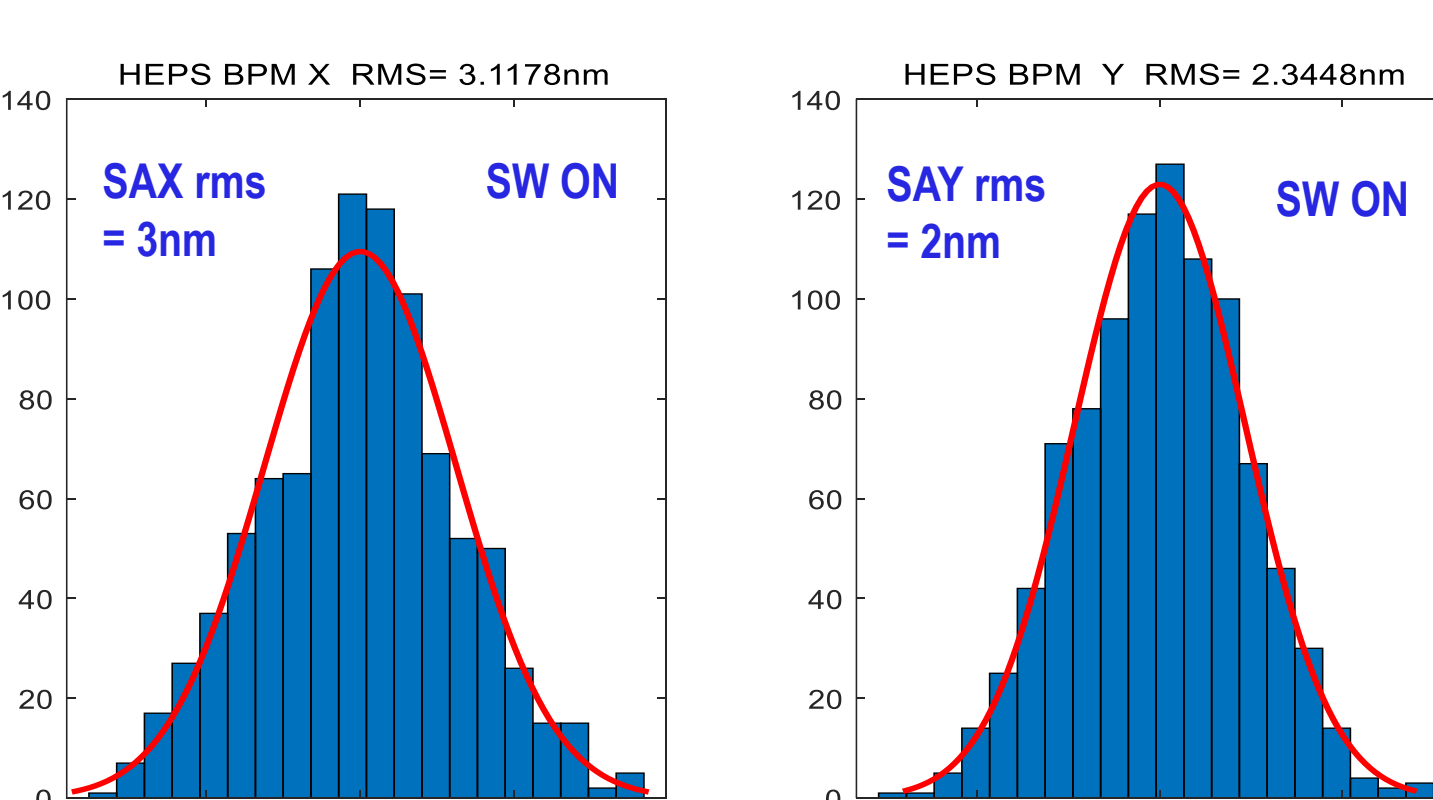 HEPS BPM X  RMS= 3.1178nm
140
120
100
80
60
40
20
0
SAX rms
= 3nm
SW ON
HEPS BPM  Y  RMS= 2.3448nm
140
120
100
80
60
40
20
0
SAY rms
= 2nm
SW ON